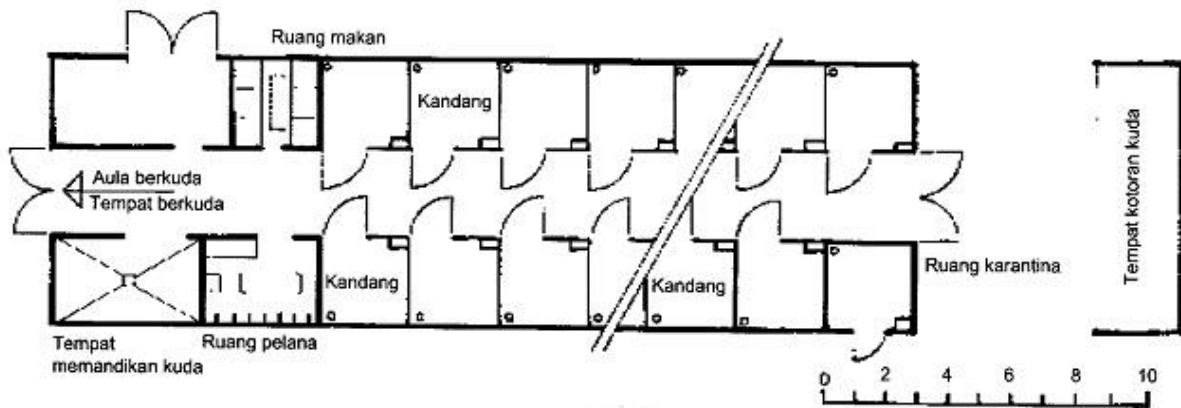 Ruang makan
Kandang
Aula berkuda
Tempat berkuda
Kandang
Kandang
Ruang karantina
Tempat kotoran kuda
Tempat
memandikan kuda
Ruang pelana
0 2 4 6 8 10